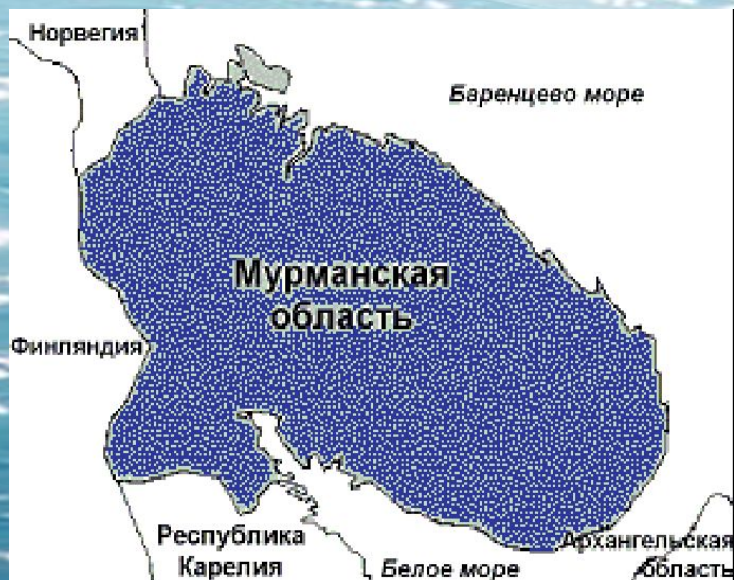 Норвегия
Баренцево море
Мурманская
область
Финляндия
Республика
Карелия
Белое море
Архангельская
область